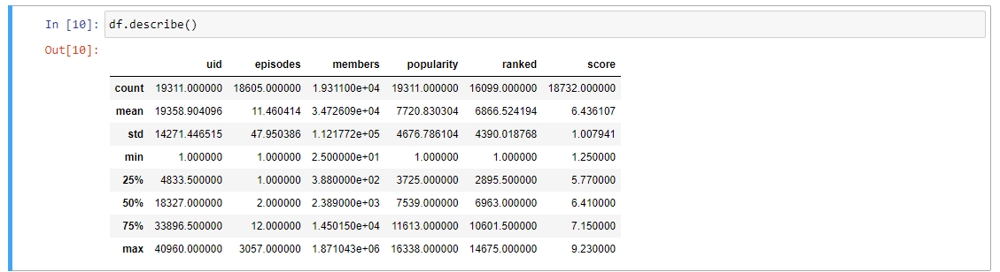 In [10]: df.describe()
Out[10]:
uid episodes members popularity ranked score
count 19311.000000 18605.000000 1.931100e+04 19311.000000 16099.000000 18732.000000
mean 19358.904096 11.460414 3.472609e+04 7720.830304 6866.524194 6.436107
std 14271.446515 47.950386 1.121772e+05 4676.786104 4390.018768 1.007941
min 1.000000 1.000000 2.500000e+01 1.000000 1.000000 1.250000
25% 4833.500000 1.000000 3.880000e+02 3725.000000 2895.500000 5.770000
50% 18327.000000 2.000000 2.389000e+03 7539.000000 6963.000000 6.410000
75% 33896.500000 12.000000 1.450150e+04 11613.000000 10601.500000 7.150000
max 40960.000000 3057.000000 1.871043e+06 16338.000000 14675.000000 9.230000